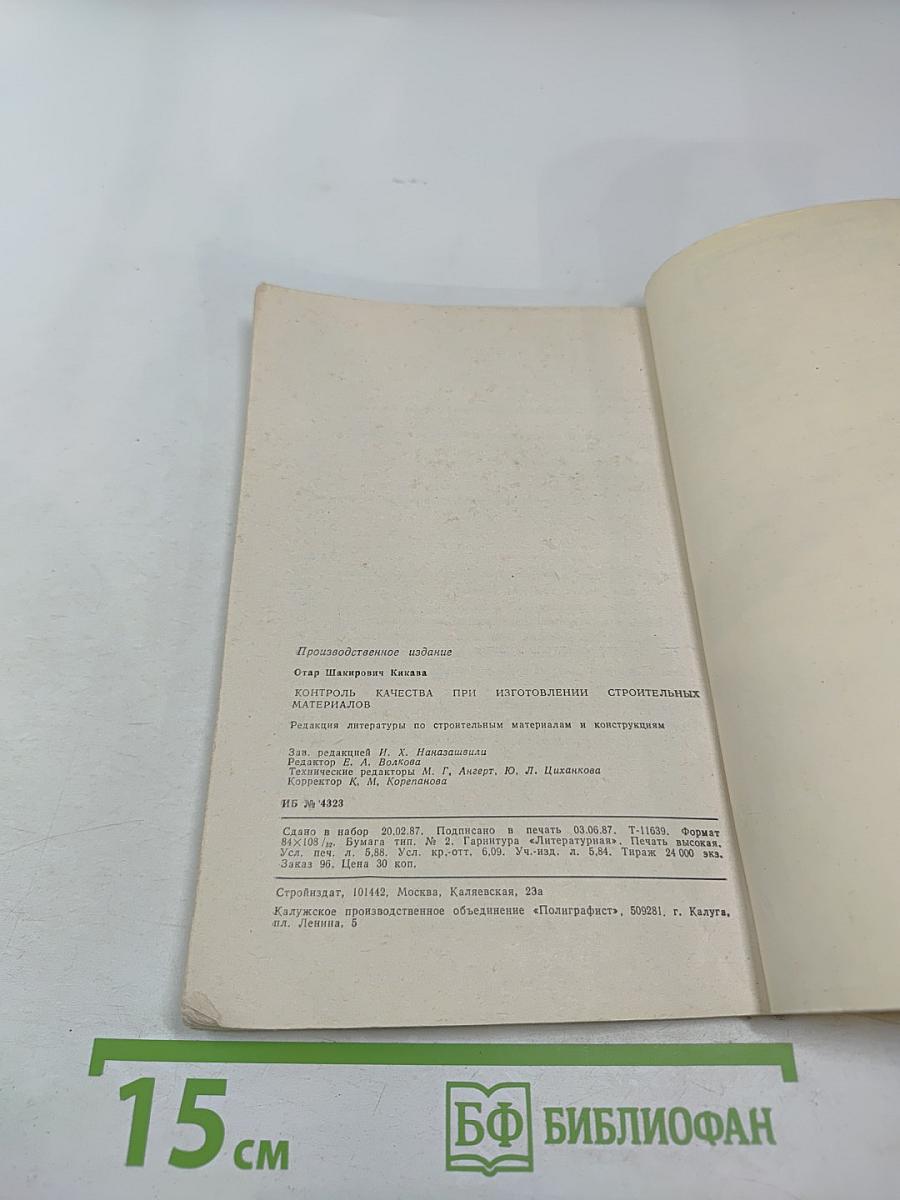 Производственное издание
Отар Шакирович Кикава
КОНТРОЛЬ КАЧЕСТВА ПРИ ИЗГОТОВЛЕНИИ СТРОИТЕЛЬНЫХ
МАТЕРИАЛОВ
Редакция литературы по строительным материалам и конструкциям
Зав. редакцией И. Х. Наназашвили
Редактор Е. А. Волкова
Технические редакторы М. Г. Ангерт, Ю. Л. Циханкова
Корректор К. М. Корепанова
ИБ № 4323
Сдано в набор 20.02.87. Подписано в печать 03.06.87. Т-11639. Формат
84×108/32. Бумага тип. № 2. Гарнитура «Литературная». Печать высокая.
Усл. печ. л. 5,88. Усл. кр.-отт. 6,09. Уч.-изд. л. 5,84. Тираж 24 000 экз.
Заказ 96. Цена 30 коп.
Стройиздат, 101442, Москва, Каляевская, 23а
Калужское производственное объединение «Полиграфист», 509281, г. Калуга,
пл. Ленина, 5
15 см
БФ БИБЛИОФАН